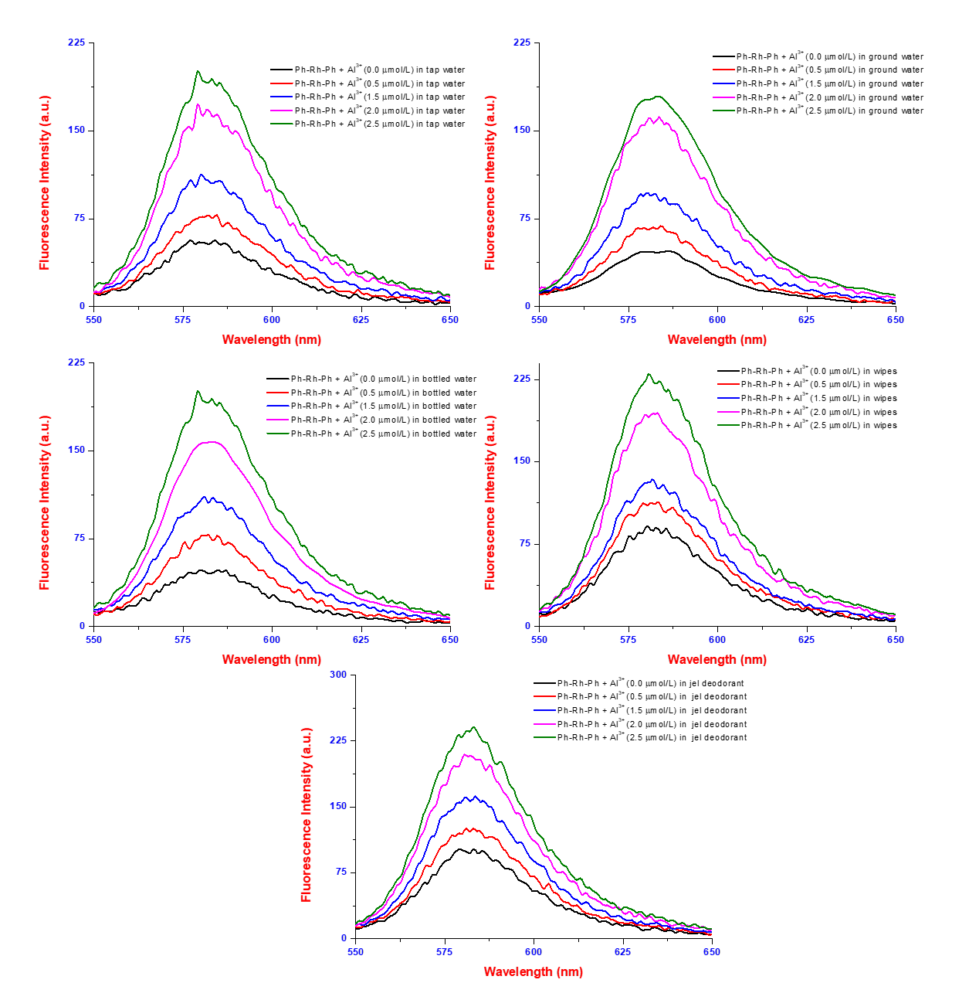 225
150
75
0
550
575
600
625
650
Fluorescence Intensity (a.u.)
Wavelength (nm)
Ph-Rh-Ph + Al³⁺ (0.0 µmol/L) in tap water
Ph-Rh-Ph + Al³⁺ (0.5 µmol/L) in tap water
Ph-Rh-Ph + Al³⁺ (1.5 µmol/L) in tap water
Ph-Rh-Ph + Al³⁺ (2.0 µmol/L) in tap water
Ph-Rh-Ph + Al³⁺ (2.5 µmol/L) in tap water
225
150
75
0
550
575
600
625
650
Fluorescence Intensity (a.u.)
Wavelength (nm)
Ph-Rh-Ph + Al³⁺ (0.0 µmol/L) in ground water
Ph-Rh-Ph + Al³⁺ (0.5 µmol/L) in ground water
Ph-Rh-Ph + Al³⁺ (1.5 µmol/L) in ground water
Ph-Rh-Ph + Al³⁺ (2.0 µmol/L) in ground water
Ph-Rh-Ph + Al³⁺ (2.5 µmol/L) in ground water
225
150
75
0
550
575
600
625
650
Fluorescence Intensity (a.u.)
Wavelength (nm)
Ph-Rh-Ph + Al³⁺ (0.0 µmol/L) in bottled water
Ph-Rh-Ph + Al³⁺ (0.5 µmol/L) in bottled water
Ph-Rh-Ph + Al³⁺ (1.5 µmol/L) in bottled water
Ph-Rh-Ph + Al³⁺ (2.0 µmol/L) in bottled water
Ph-Rh-Ph + Al³⁺ (2.5 µmol/L) in bottled water
225
150
75
0
550
575
600
625
650
Fluorescence Intensity (a.u.)
Wavelength (nm)
Ph-Rh-Ph + Al³⁺ (0.0 µmol/L) in wipes
Ph-Rh-Ph + Al³⁺ (0.5 µmol/L) in wipes
Ph-Rh-Ph + Al³⁺ (1.5 µmol/L) in wipes
Ph-Rh-Ph + Al³⁺ (2.0 µmol/L) in wipes
Ph-Rh-Ph + Al³⁺ (2.5 µmol/L) in wipes
300
225
150
75
0
550
575
600
625
650
Fluorescence Intensity (a.u.)
Wavelength (nm)
Ph-Rh-Ph + Al³⁺ (0.0 µmol/L) in jel deodorant
Ph-Rh-Ph + Al³⁺ (0.5 µmol/L) in jel deodorant
Ph-Rh-Ph + Al³⁺ (1.5 µmol/L) in jel deodorant
Ph-Rh-Ph + Al³⁺ (2.0 µmol/L) in jel deodorant
Ph-Rh-Ph + Al³⁺ (2.5 µmol/L) in jel deodorant